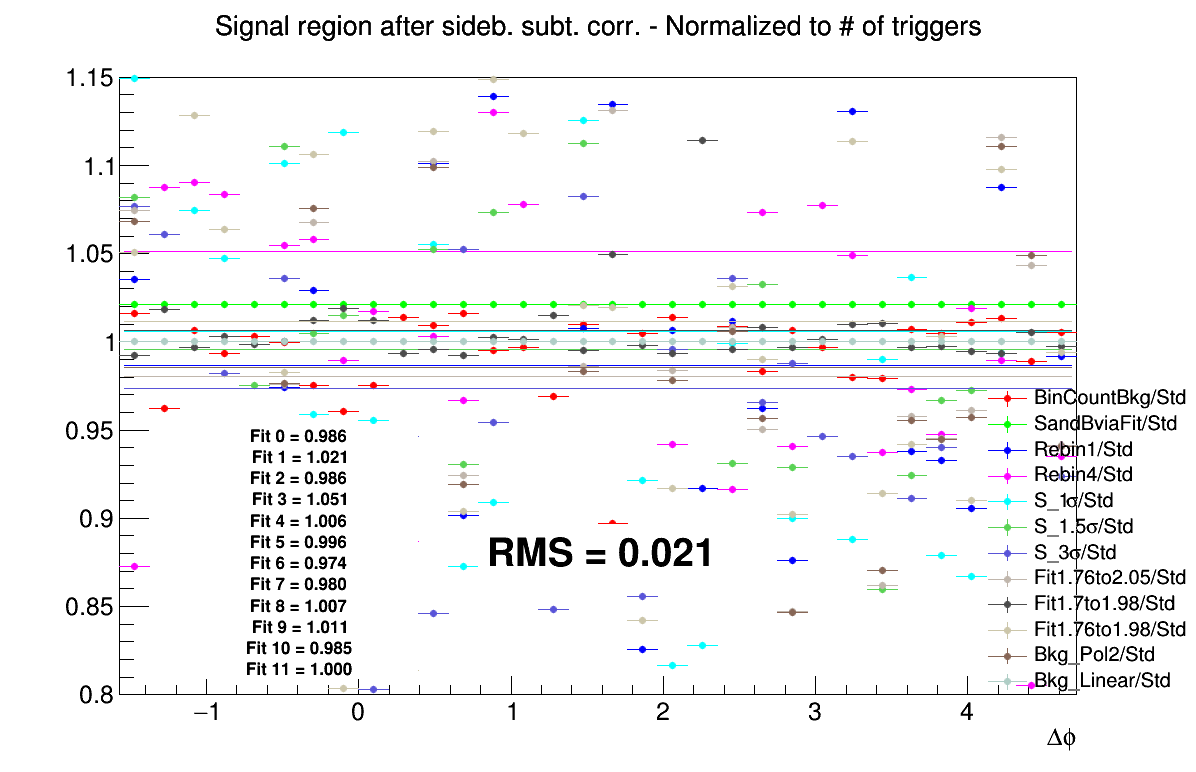 Signal region after sideb. subt. corr. - Normalized to # of triggers
1.15
1.1
1.05
1
0.95
0.9
0.85
0.8
BinCountBkg/Std
SandBviaFit/Std
Rebin1/Std
Rebin4/Std
S_1σ/Std
S_1.5σ/Std
S_3σ/Std
Fit1.76to2.05/Std
Fit1.7to1.98/Std
Fit1.76to1.98/Std
Bkg_Pol2/Std
Bkg_Linear/Std
Fit 0 = 0.986
Fit 1 = 1.021
Fit 2 = 0.986
Fit 3 = 1.051
Fit 4 = 1.006
Fit 5 = 0.996
Fit 6 = 0.974
Fit 7 = 0.980
Fit 8 = 1.007
Fit 9 = 1.011
Fit 10 = 0.985
Fit 11 = 1.000
RMS = 0.021
−1 0 1 2 3 4
Δϕ